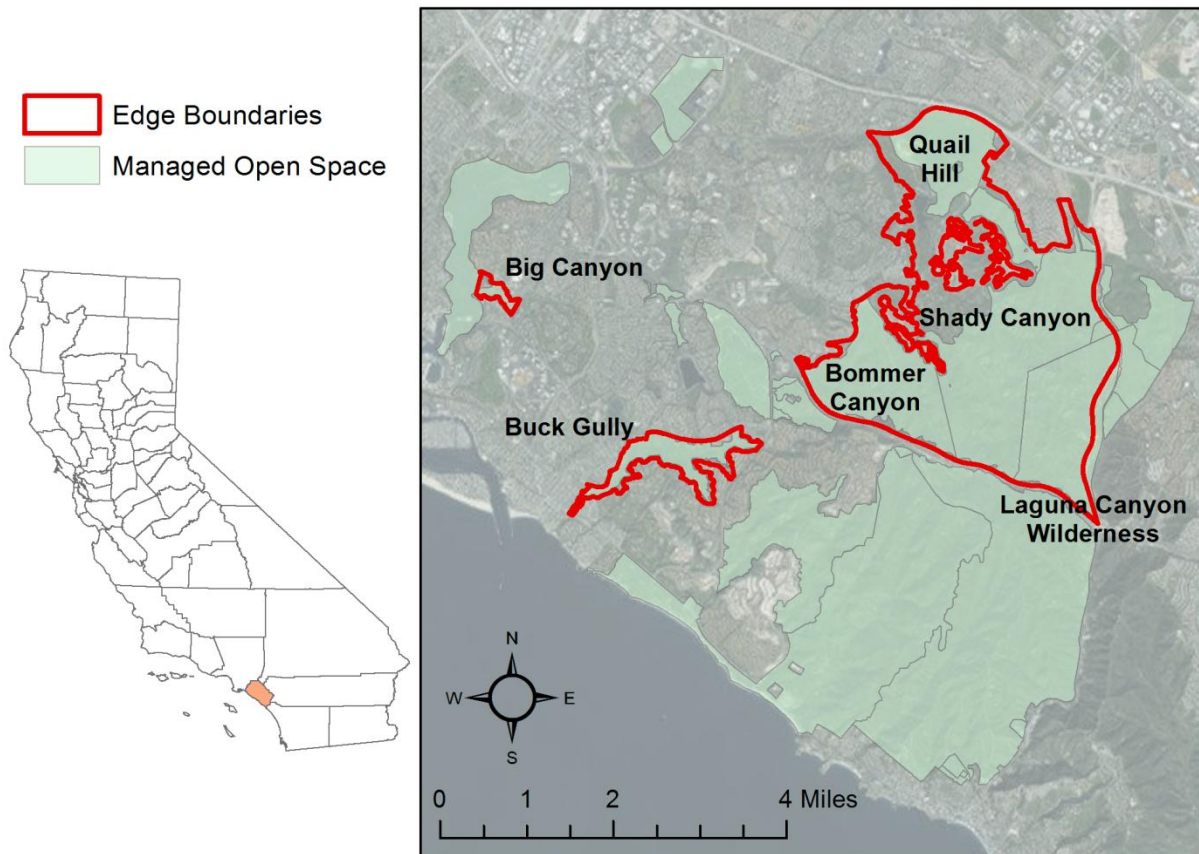 Edge Boundaries
Managed Open Space
Quail
Hill
Big Canyon
Shady Canyon
Bommer
Canyon
Buck Gully
Laguna Canyon
Wilderness
N
W
E
S
0 1 2 4 Miles